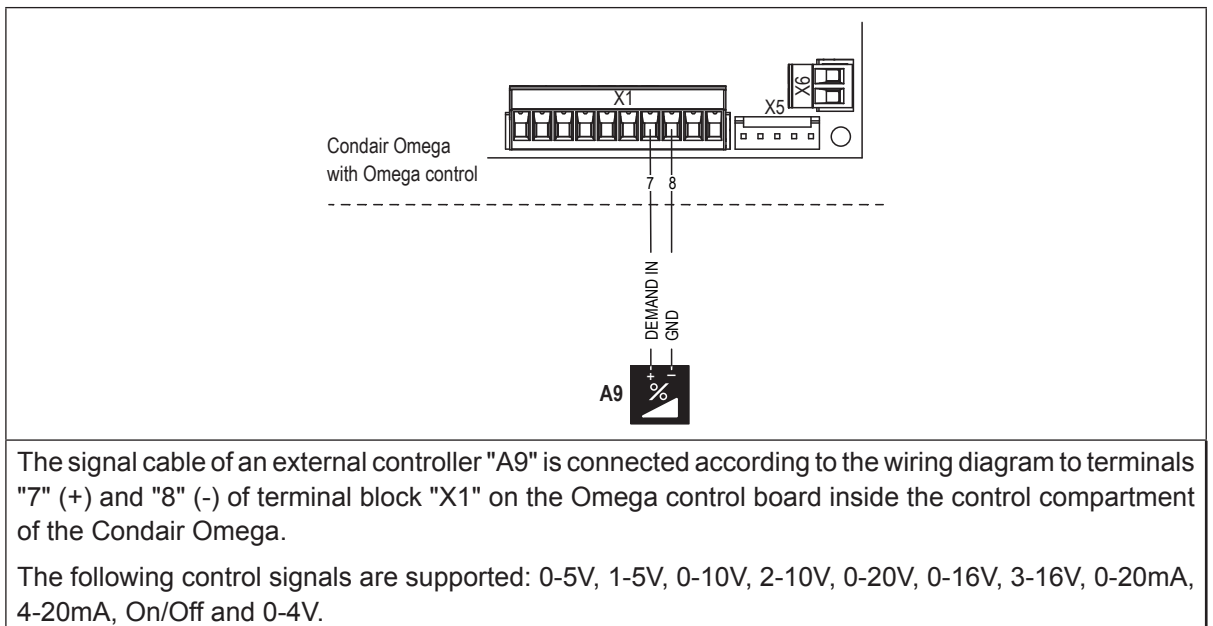 X6
X1
X5
Condair Omega
with Omega control
7 8
DEMAND IN
GND
+ −
A9 %
The signal cable of an external controller "A9" is connected according to the wiring diagram to terminals
"7" (+) and "8" (-) of terminal block "X1" on the Omega control board inside the control compartment
of the Condair Omega.
The following control signals are supported: 0-5V, 1-5V, 0-10V, 2-10V, 0-20V, 0-16V, 3-16V, 0-20mA,
4-20mA, On/Off and 0-4V.